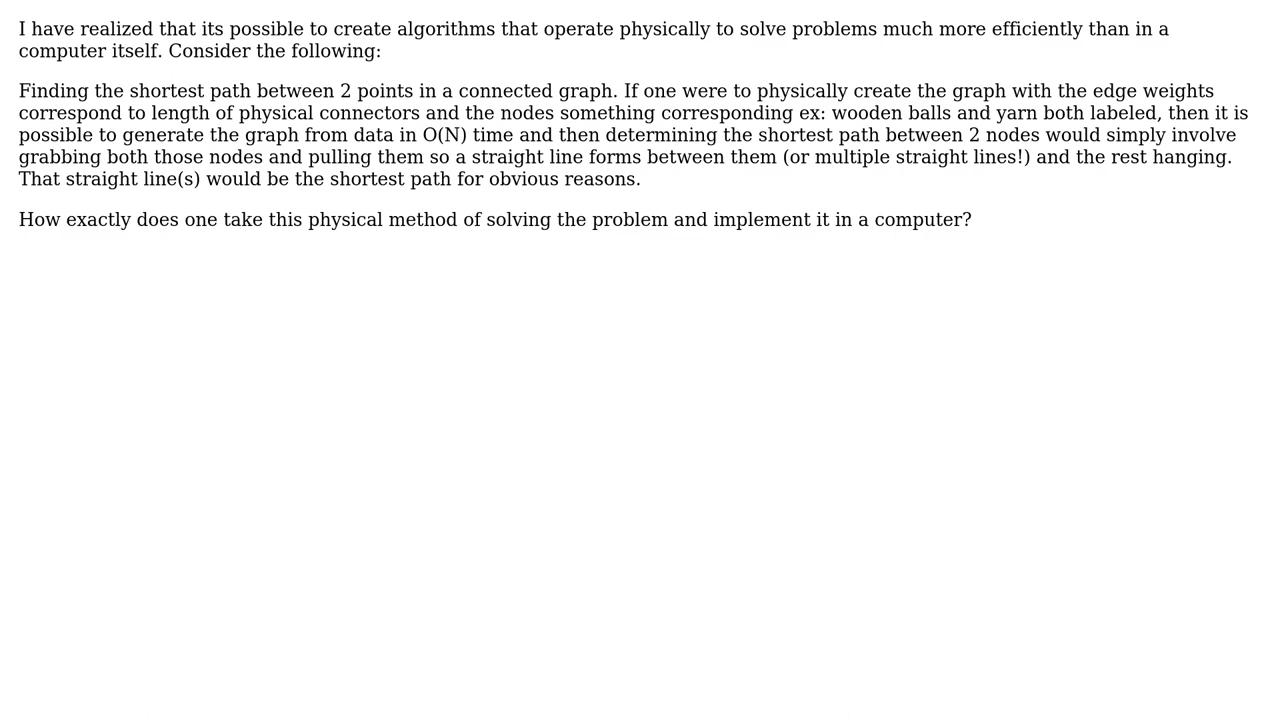 I have realized that its possible to create algorithms that operate physically to solve problems much more efficiently than in a
computer itself. Consider the following:
Finding the shortest path between 2 points in a connected graph. If one were to physically create the graph with the edge weights
correspond to length of physical connectors and the nodes something corresponding ex: wooden balls and yarn both labeled, then it is
possible to generate the graph from data in O(N) time and then determining the shortest path between 2 nodes would simply involve
grabbing both those nodes and pulling them so a straight line forms between them (or multiple straight lines!) and the rest hanging.
That straight line(s) would be the shortest path for obvious reasons.
How exactly does one take this physical method of solving the problem and implement it in a computer?